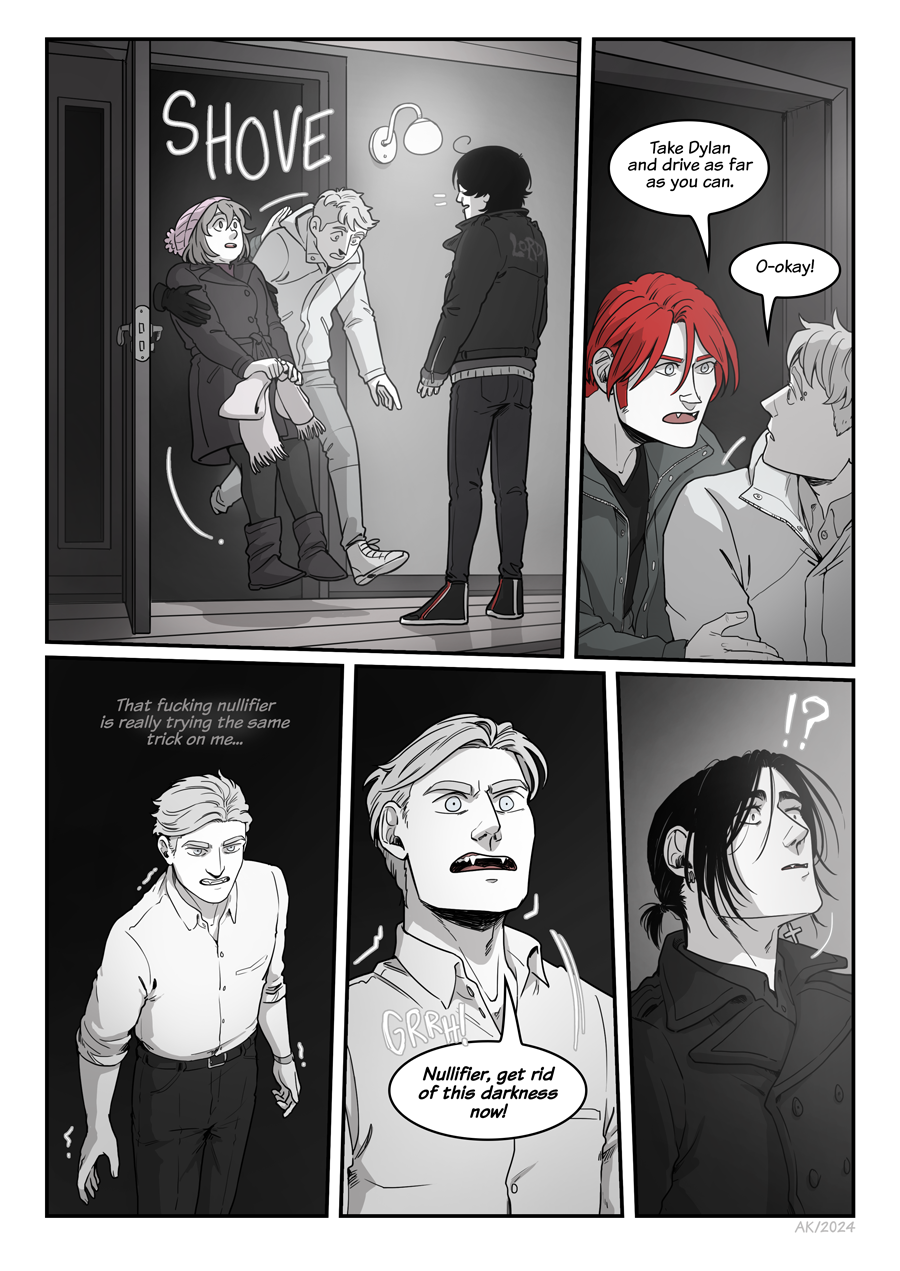 SHOVE
LORD
Take Dylan
and drive as far
as you can.
O-okay!
That fucking nullifier
is really trying the same
trick on me...
GRRH!
Nullifier, get rid
of this darkness
now!
!?
AK/2024